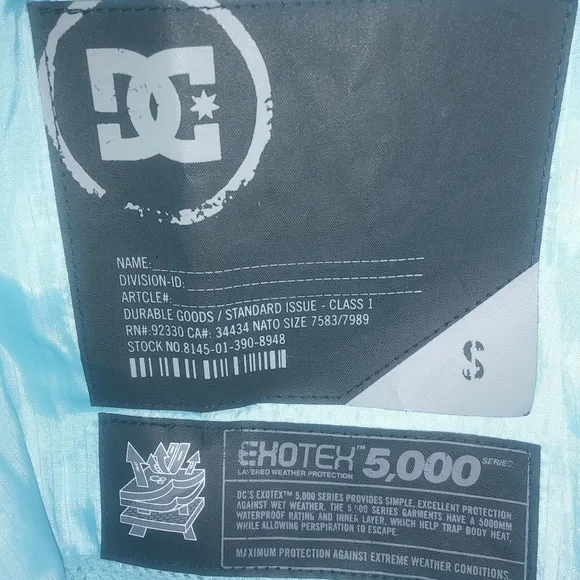 DC
NAME:
DIVISION-ID:
ARTCLE#:
DURABLE GOODS / STANDARD ISSUE - CLASS 1
RN#:92330 CA#: 34434 NATO SIZE 7583/7989
STOCK NO.8145-01-390-8948
S
EXOTEX™ 5,000 SERIES
LAYERED WEATHER PROTECTION
DC'S EXOTEX™ 5,000 SERIES PROVIDES SIMPLE, EXCELLENT PROTECTION
AGAINST WET WEATHER. THE 5,000 SERIES GARMENTS HAVE A 5000MM
WATERPROOF RATING AND INNER LAYER, WHICH HELP TRAP BODY HEAT,
WHILE ALLOWING PERSPIRATION TO ESCAPE.
MAXIMUM PROTECTION AGAINST EXTREME WEATHER CONDITIONS